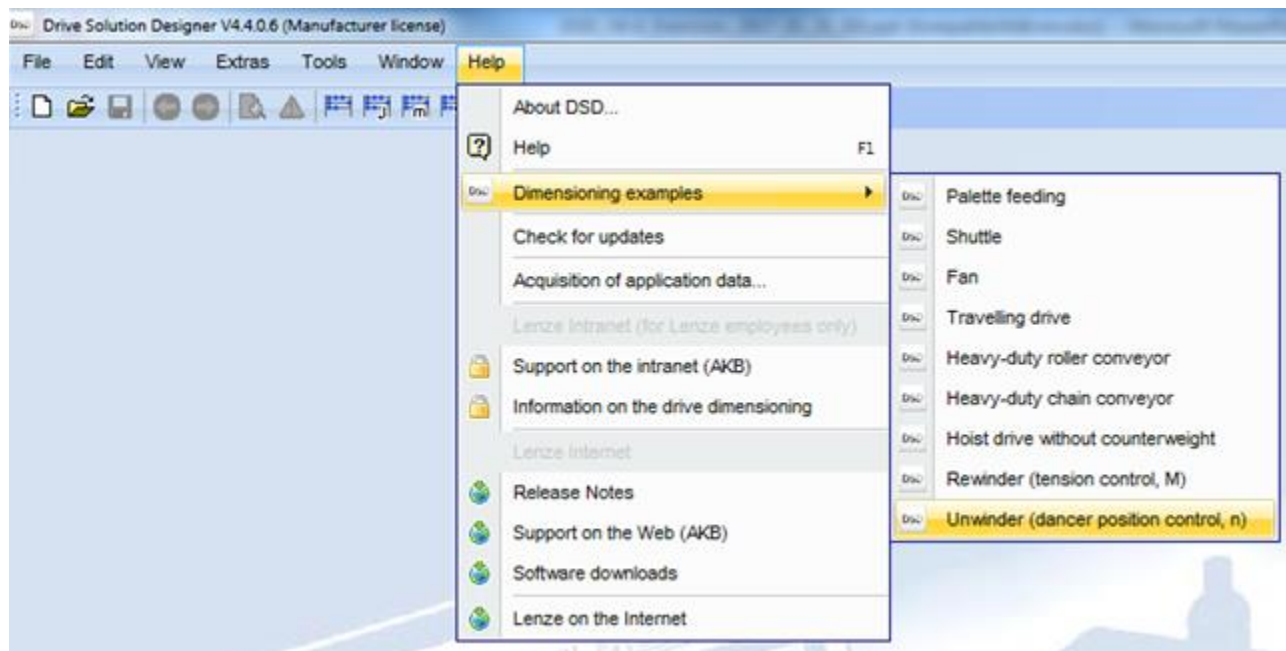 Drive Solution Designer V4.4.0.6 (Manufacturer license)
File Edit View Extras Tools Window Help
About DSD...
Help F1
Dimensioning examples
Check for updates
Acquisition of application data...
Lenze Intranet (for Lenze employees only)
Support on the intranet (AKB)
Information on the drive dimensioning
Lenze Internet
Release Notes
Support on the Web (AKB)
Software downloads
Lenze on the Internet
Palette feeding
Shuttle
Fan
Travelling drive
Heavy-duty roller conveyor
Heavy-duty chain conveyor
Hoist drive without counterweight
Rewinder (tension control, M)
Unwinder (dancer position control, n)